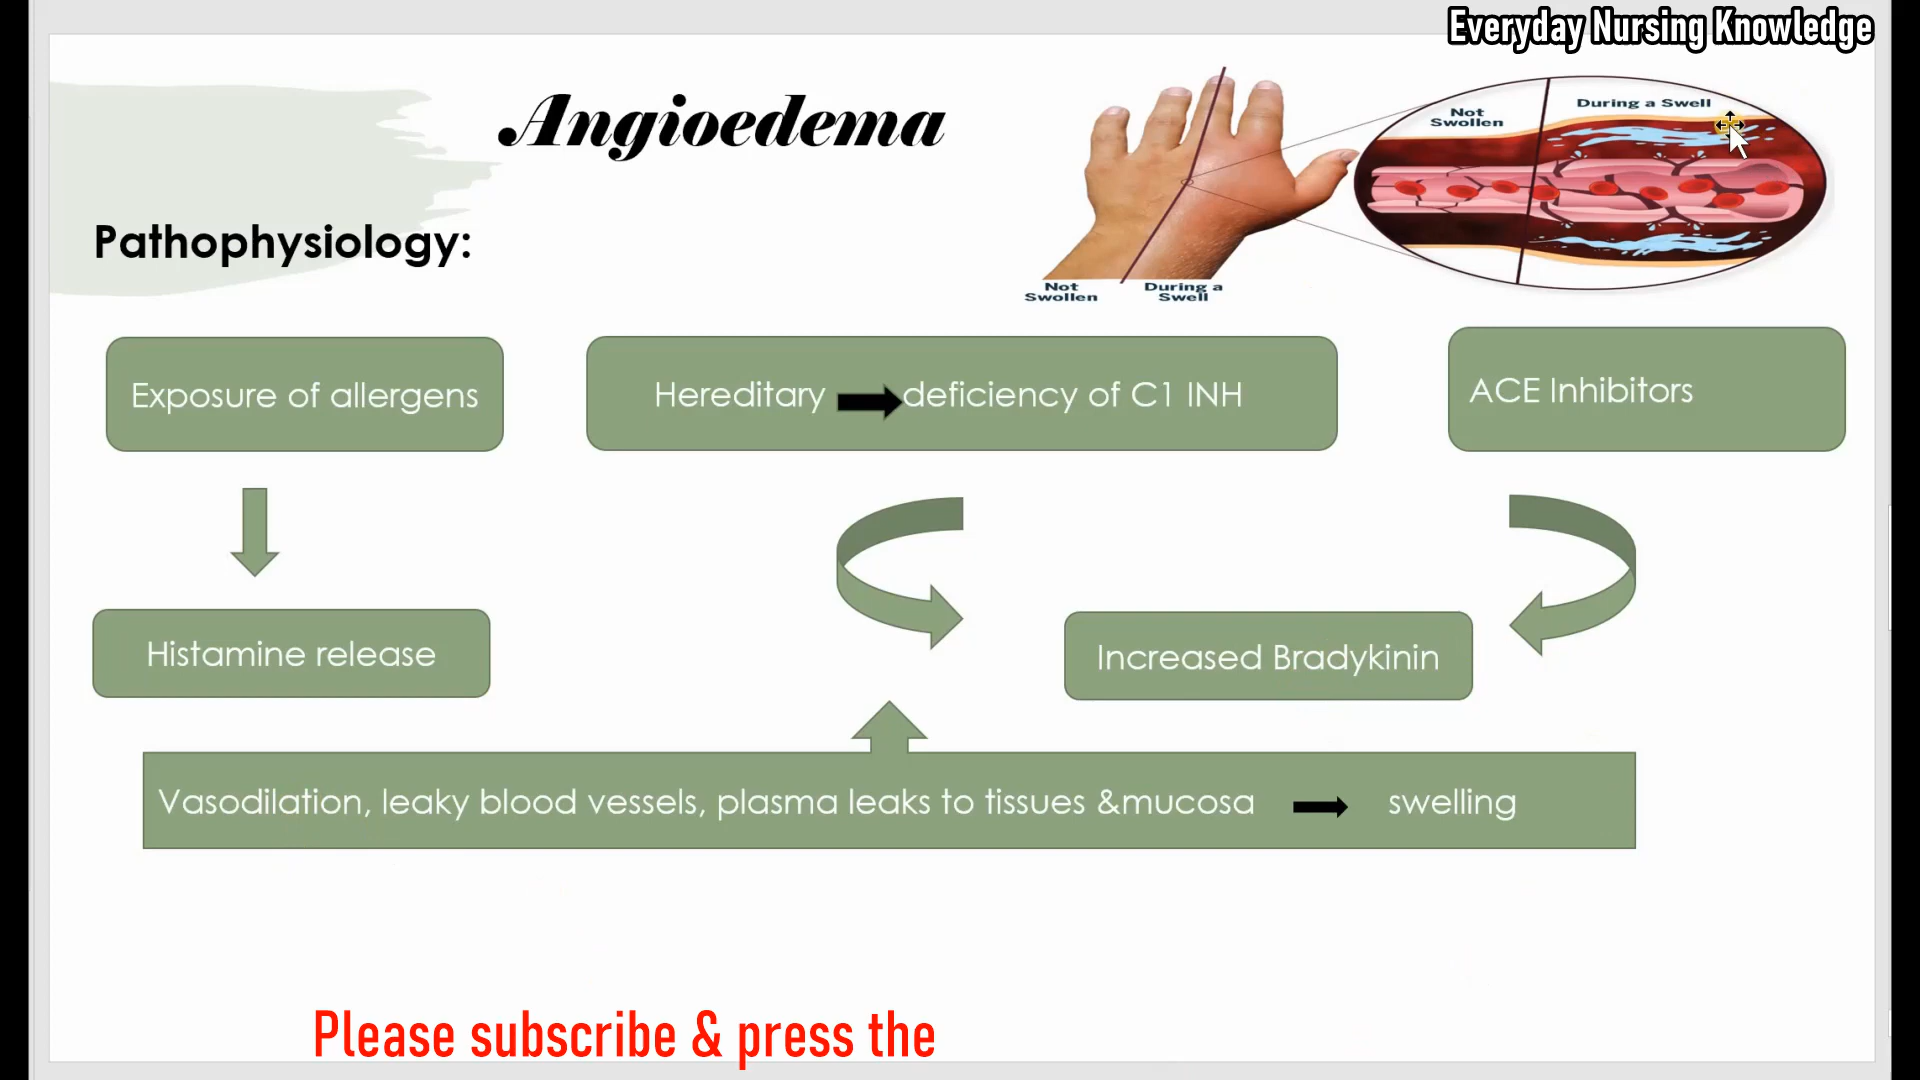 Everyday Nursing Knowledge
Angioedema
Not
Swollen
During a Swell
Pathophysiology:
Not
Swollen
During a
Swell
Exposure of allergens
Hereditary deficiency of C1 INH
ACE Inhibitors
Histamine release
Increased Bradykinin
Vasodilation, leaky blood vessels, plasma leaks to tissues &mucosa swelling
Please subscribe & press the